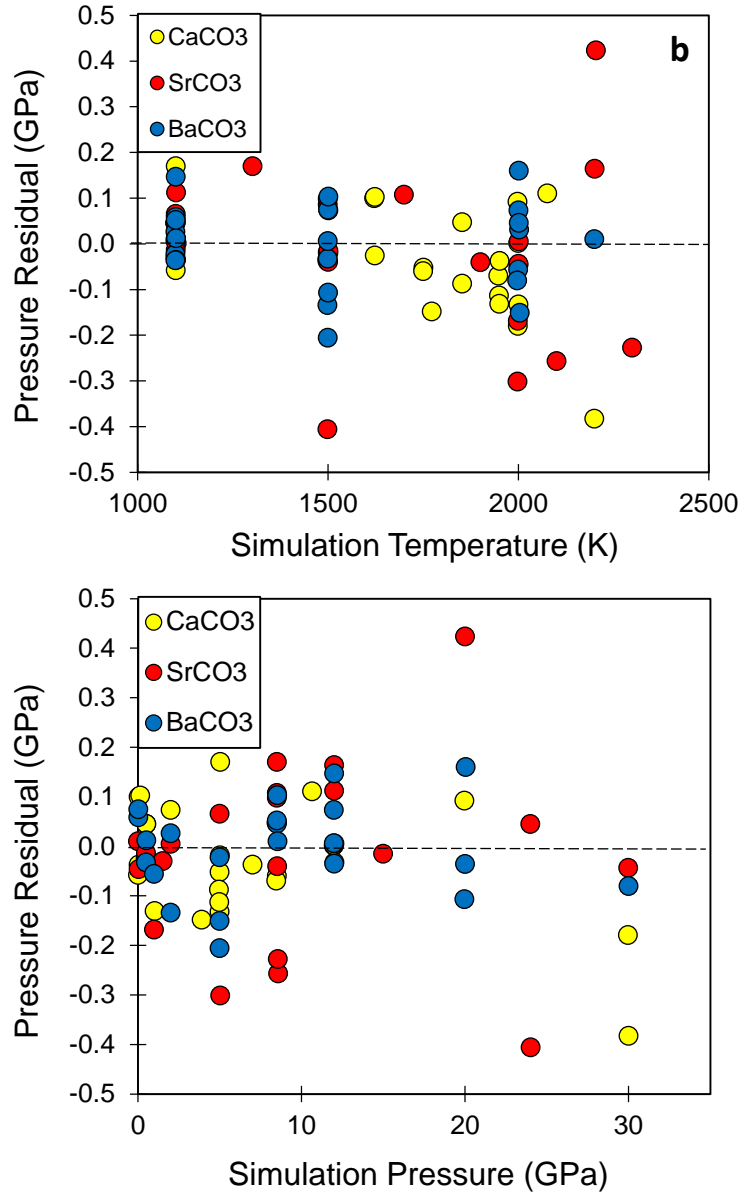 b
CaCO3
SrCO3
BaCO3
0.5
0.4
0.3
0.2
0.1
0.0
-0.1
-0.2
-0.3
-0.4
-0.5
Pressure Residual (GPa)
1000 1500 2000 2500
Simulation Temperature (K)
CaCO3
SrCO3
BaCO3
0.5
0.4
0.3
0.2
0.1
0.0
-0.1
-0.2
-0.3
-0.4
-0.5
Pressure Residual (GPa)
0 10 20 30
Simulation Pressure (GPa)